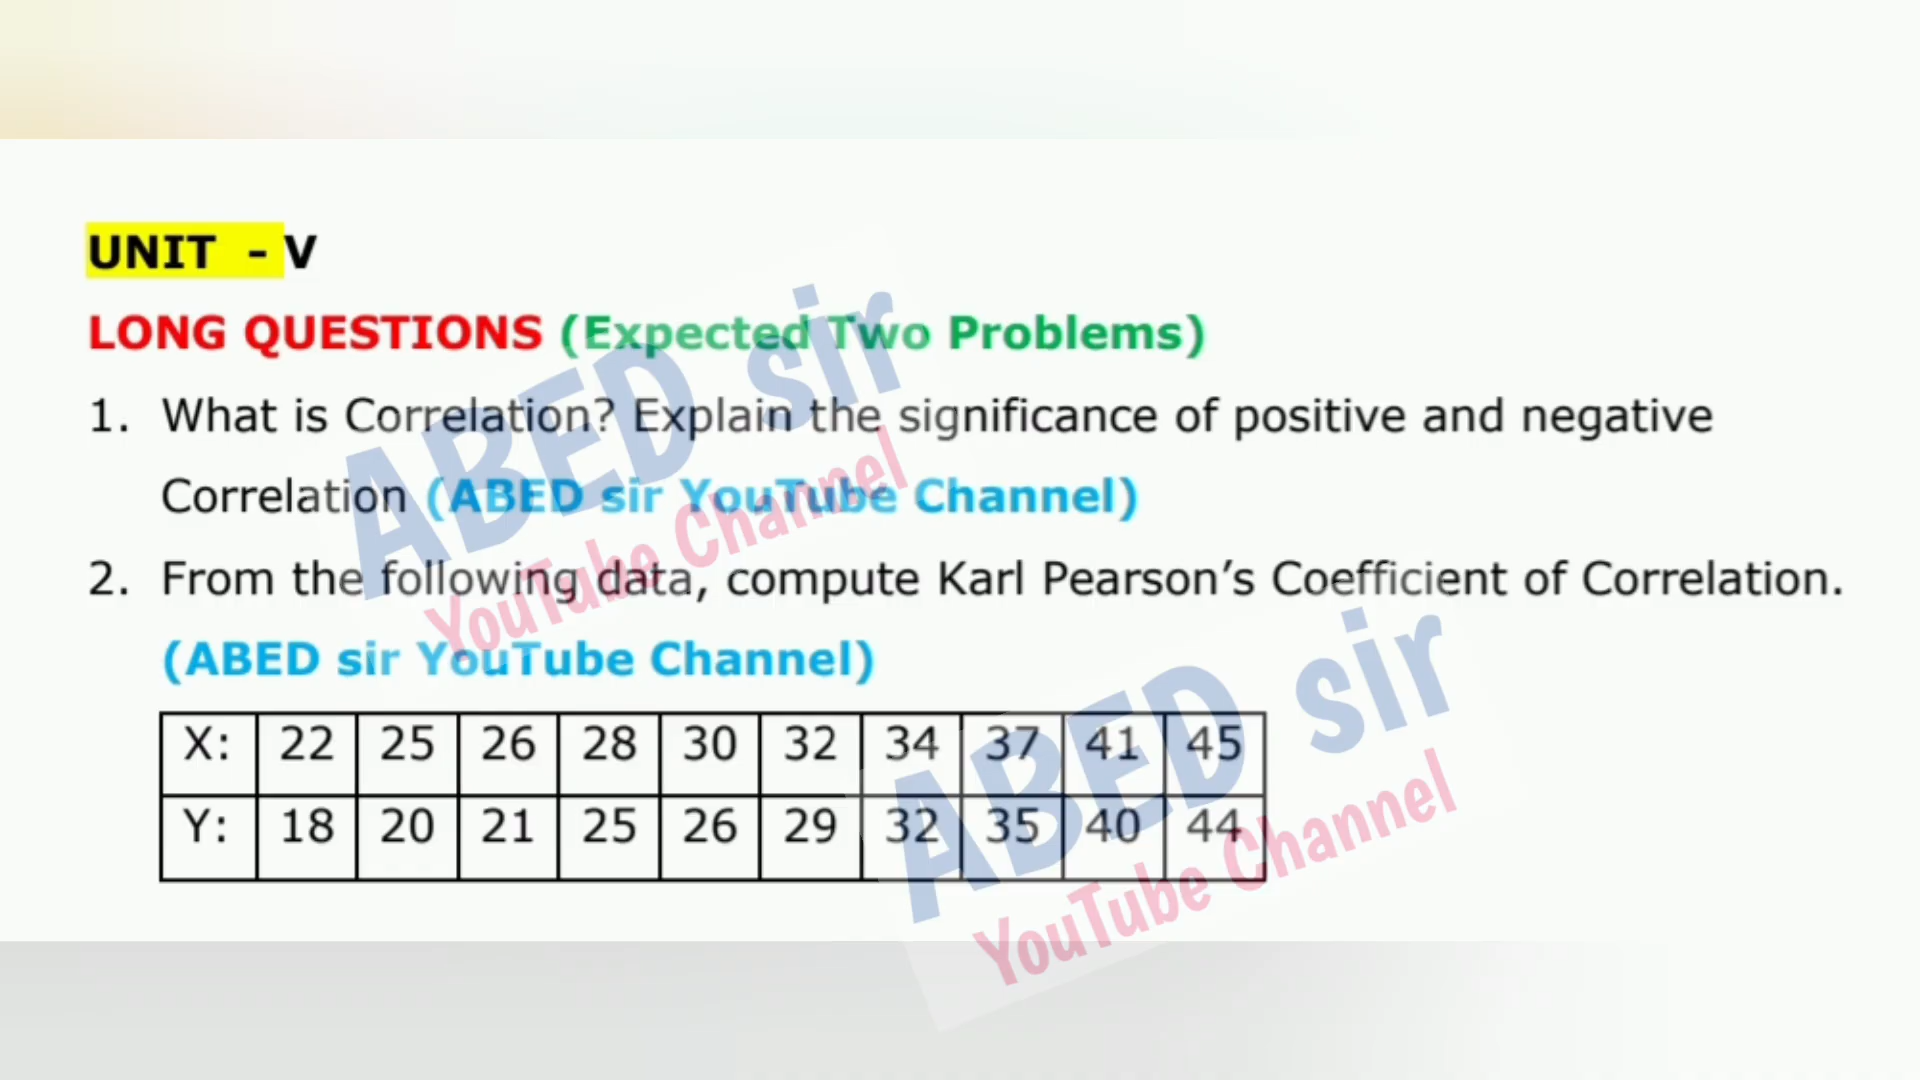 UNIT - V
LONG QUESTIONS (Expected Two Problems)
1. What is Correlation? Explain the significance of positive and negative
Correlation (ABED sir YouTube Channel)
2. From the following data, compute Karl Pearson’s Coefficient of Correlation.
(ABED sir YouTube Channel)
X: 22 25 26 28 30 32 34 37 41 45
Y: 18 20 21 25 26 29 32 35 40 44
ABED sir
YouTube Channel
ABED sir
YouTube Channel